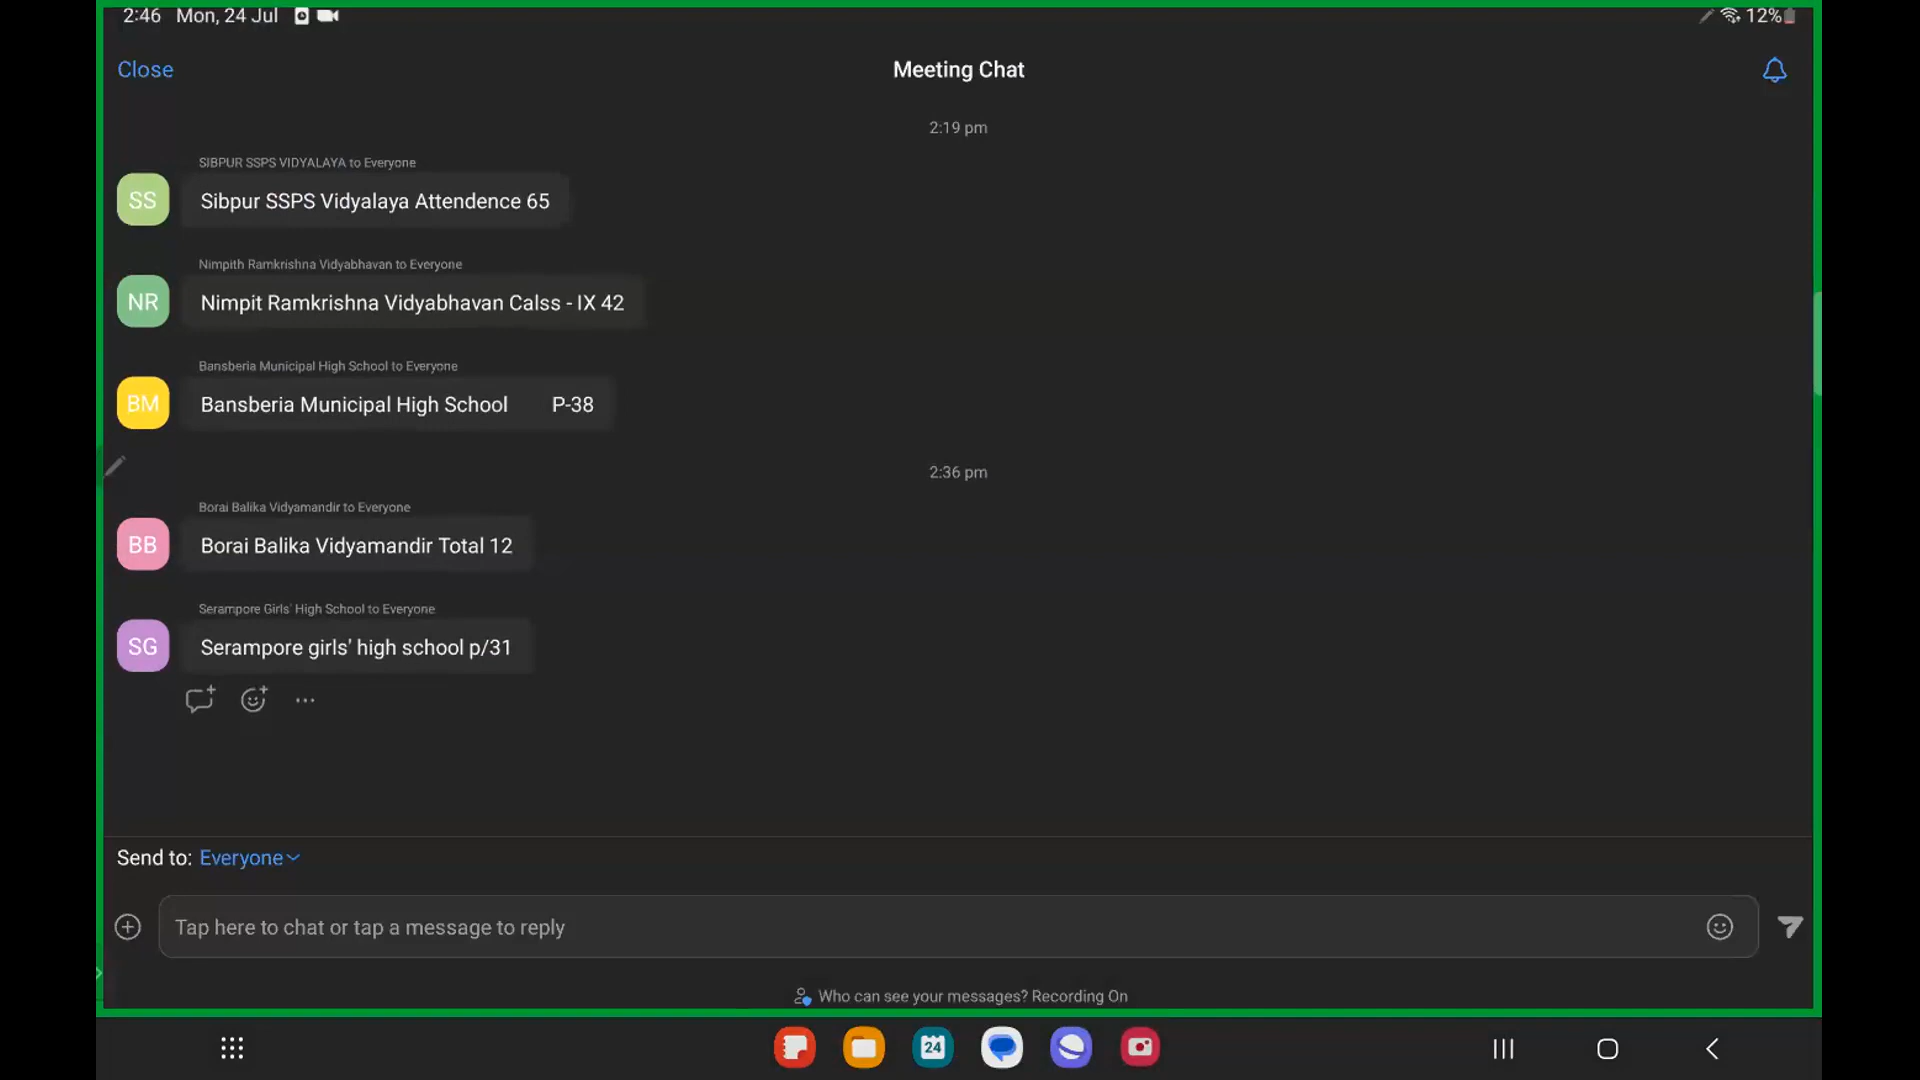 2:46 Mon, 24 Jul 12%
Close Meeting Chat
2:19 pm
SIBPUR SSPS VIDYALAYA to Everyone
SS Sibpur SSPS Vidyalaya Attendence 65
Nimpith Ramkrishna Vidyabhavan to Everyone
NR Nimpit Ramkrishna Vidyabhavan Calss - IX 42
Bansberia Municipal High School to Everyone
BM Bansberia Municipal High School P-38
2:36 pm
Borai Balika Vidyamandir to Everyone
BB Borai Balika Vidyamandir Total 12
Serampore Girls' High School to Everyone
SG Serampore girls' high school p/31
Send to: Everyone
Tap here to chat or tap a message to reply
Who can see your messages? Recording On
24